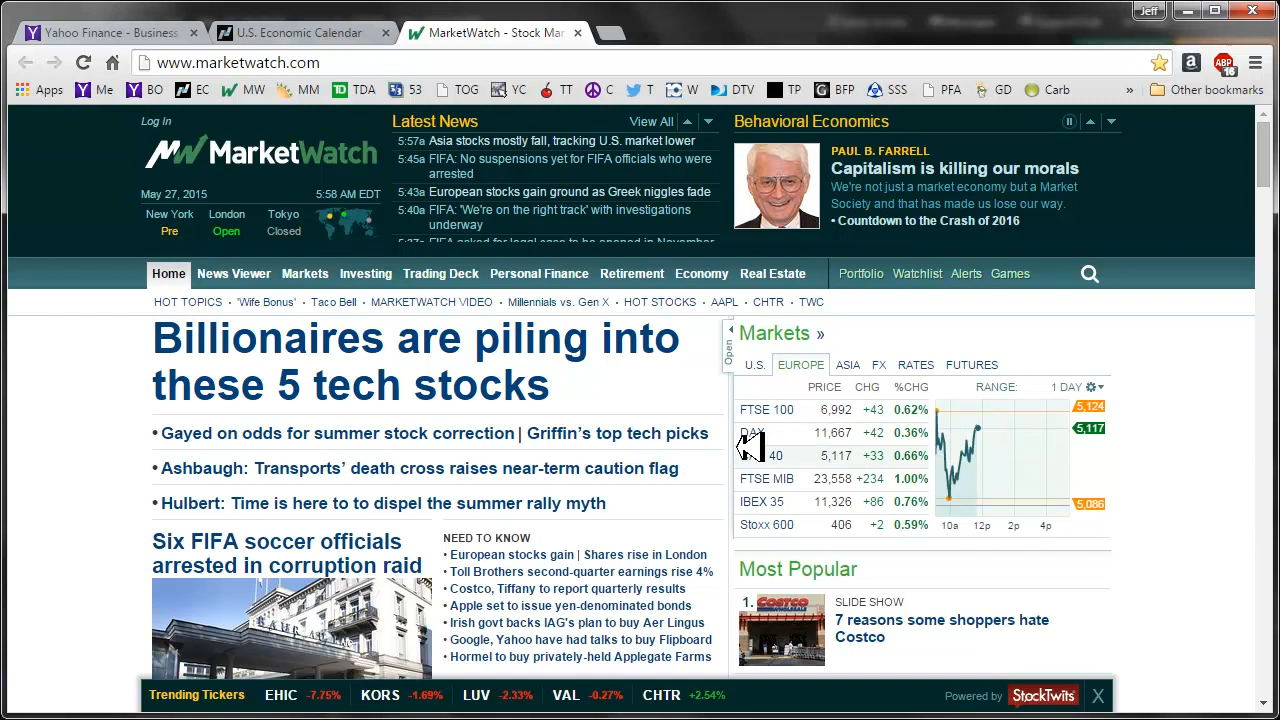 Jeff
Yahoo Finance - Business
U.S. Economic Calendar
MarketWatch - Stock Mar
www.marketwatch.com
ABP
16
Apps Me BO EC MW MM TDA 53 TOG YC TT C T W DTV TP BFP SSS PFA GD Carb » Other bookmarks
Log In
MarketWatch
May 27, 2015 5:58 AM EDT
New York London Tokyo
Pre Open Closed
Latest News View All
5:57a Asia stocks mostly fall, tracking U.S. market lower
5:45a FIFA: No suspensions yet for FIFA officials who were
arrested
5:43a European stocks gain ground as Greek niggles fade
5:40a FIFA: 'We're on the right track' with investigations
underway
5:37a FIFA asked for legal case to be opened in November
Behavioral Economics
PAUL B. FARRELL
Capitalism is killing our morals
We're not just a market economy but a Market
Society and that has made us lose our way.
• Countdown to the Crash of 2016
Home News Viewer Markets Investing Trading Deck Personal Finance Retirement Economy Real Estate Portfolio Watchlist Alerts Games
HOT TOPICS • 'Wife Bonus' • Taco Bell • MARKETWATCH VIDEO • Millennials vs. Gen X • HOT STOCKS • AAPL • CHTR • TWC
Billionaires are piling into
these 5 tech stocks
• Gayed on odds for summer stock correction | Griffin's top tech picks
• Ashbaugh: Transports' death cross raises near-term caution flag
• Hulbert: Time is here to to dispel the summer rally myth
Six FIFA soccer officials
arrested in corruption raid
BAUR
NEED TO KNOW
• European stocks gain | Shares rise in London
• Toll Brothers second-quarter earnings rise 4%
• Costco, Tiffany to report quarterly results
• Apple set to issue yen-denominated bonds
• Irish govt backs IAG's plan to buy Aer Lingus
• Google, Yahoo have had talks to buy Flipboard
• Hormel to buy privately-held Applegate Farms
Open
Markets »
U.S. EUROPE ASIA FX RATES FUTURES
PRICE CHG %CHG RANGE: 1 DAY
FTSE 100 6,992 +43 0.62%
DAX 11,667 +42 0.36%
40 5,117 +33 0.66%
FTSE MIB 23,558 +234 1.00%
IBEX 35 11,326 +86 0.76%
Stoxx 600 406 +2 0.59%
5,124
5,117
5,086
10a 12p 2p 4p
Most Popular
1.
COSTCO
SLIDE SHOW
7 reasons some shoppers hate
Costco
Trending Tickers EHIC -7.75% KORS -1.69% LUV -2.33% VAL -0.27% CHTR +2.54% Powered by StockTwits X